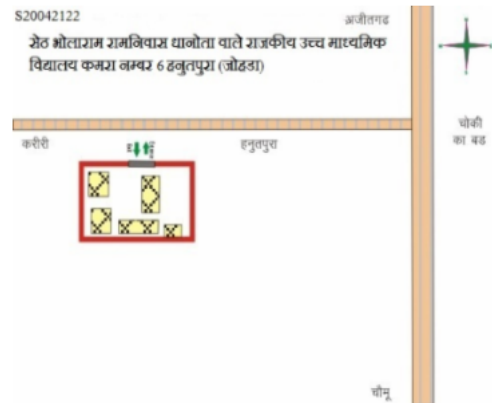 S20042122
अजीतगढ
सेठ भोलाराम रामनिवास धानोता वाले राजकीय उच्च माध्यमिक
विद्यालय कमरा नम्बर 6 हनुतपुरा (जोहडा)
चोकी
का बड
करीरी
हनुतपुरा
चौमू